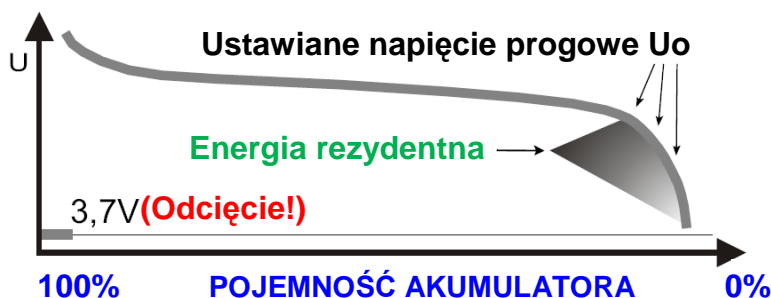 Ustawiane napięcie progowe Uo
U
Energia rezydentna
3,7V(Odcięcie!)
100% POJEMNOŚĆ AKUMULATORA 0%